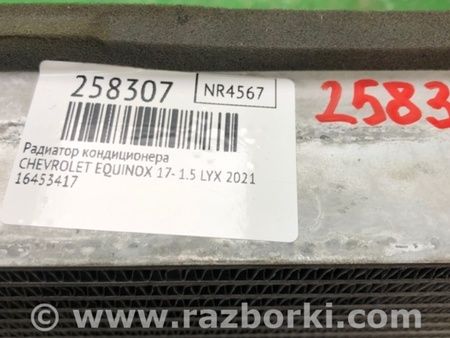 258307
NR4567
2583
Радиатор кондиционера
CHEVROLET EQUINOX 17- 1.5 LYX 2021
16453417
www.razborki.com